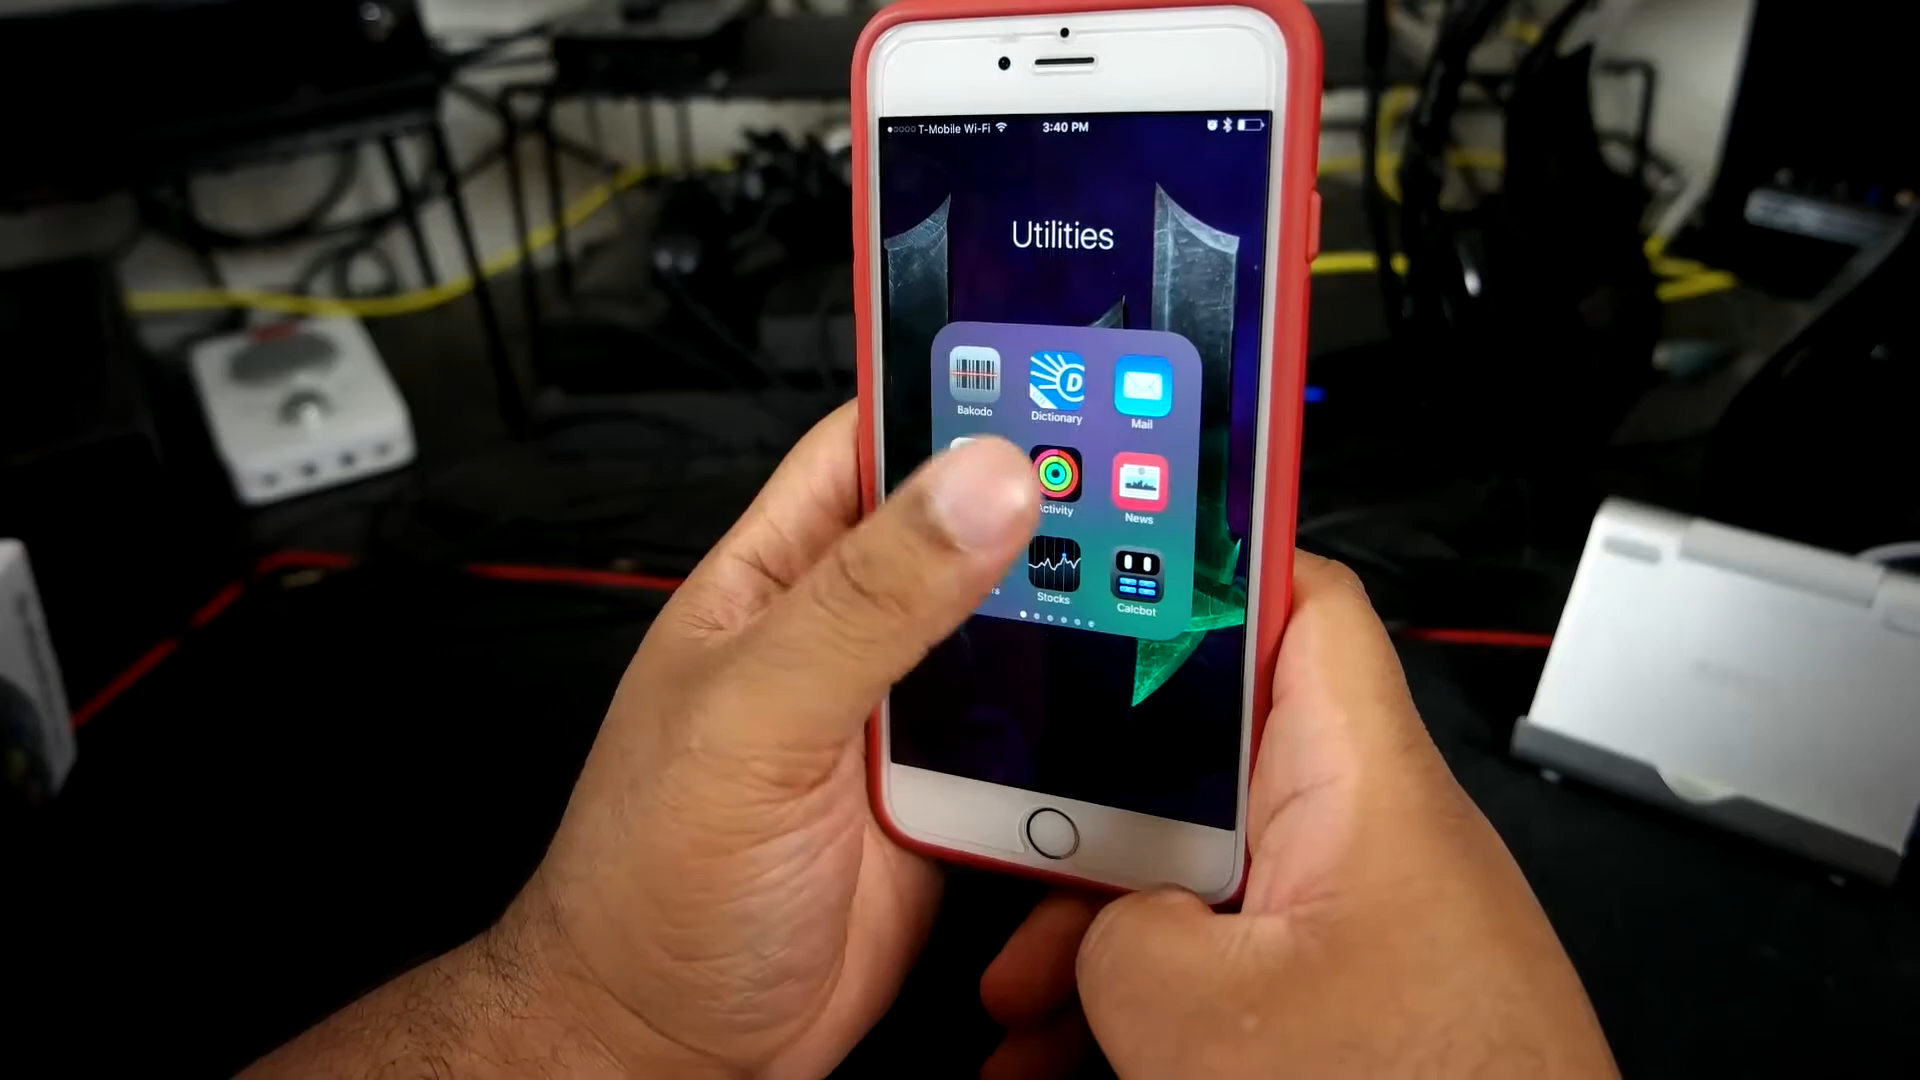 T-Mobile Wi-Fi 3:40 PM
Utilities
Bakodo Dictionary Mail
Activity News
Stocks Calcbot